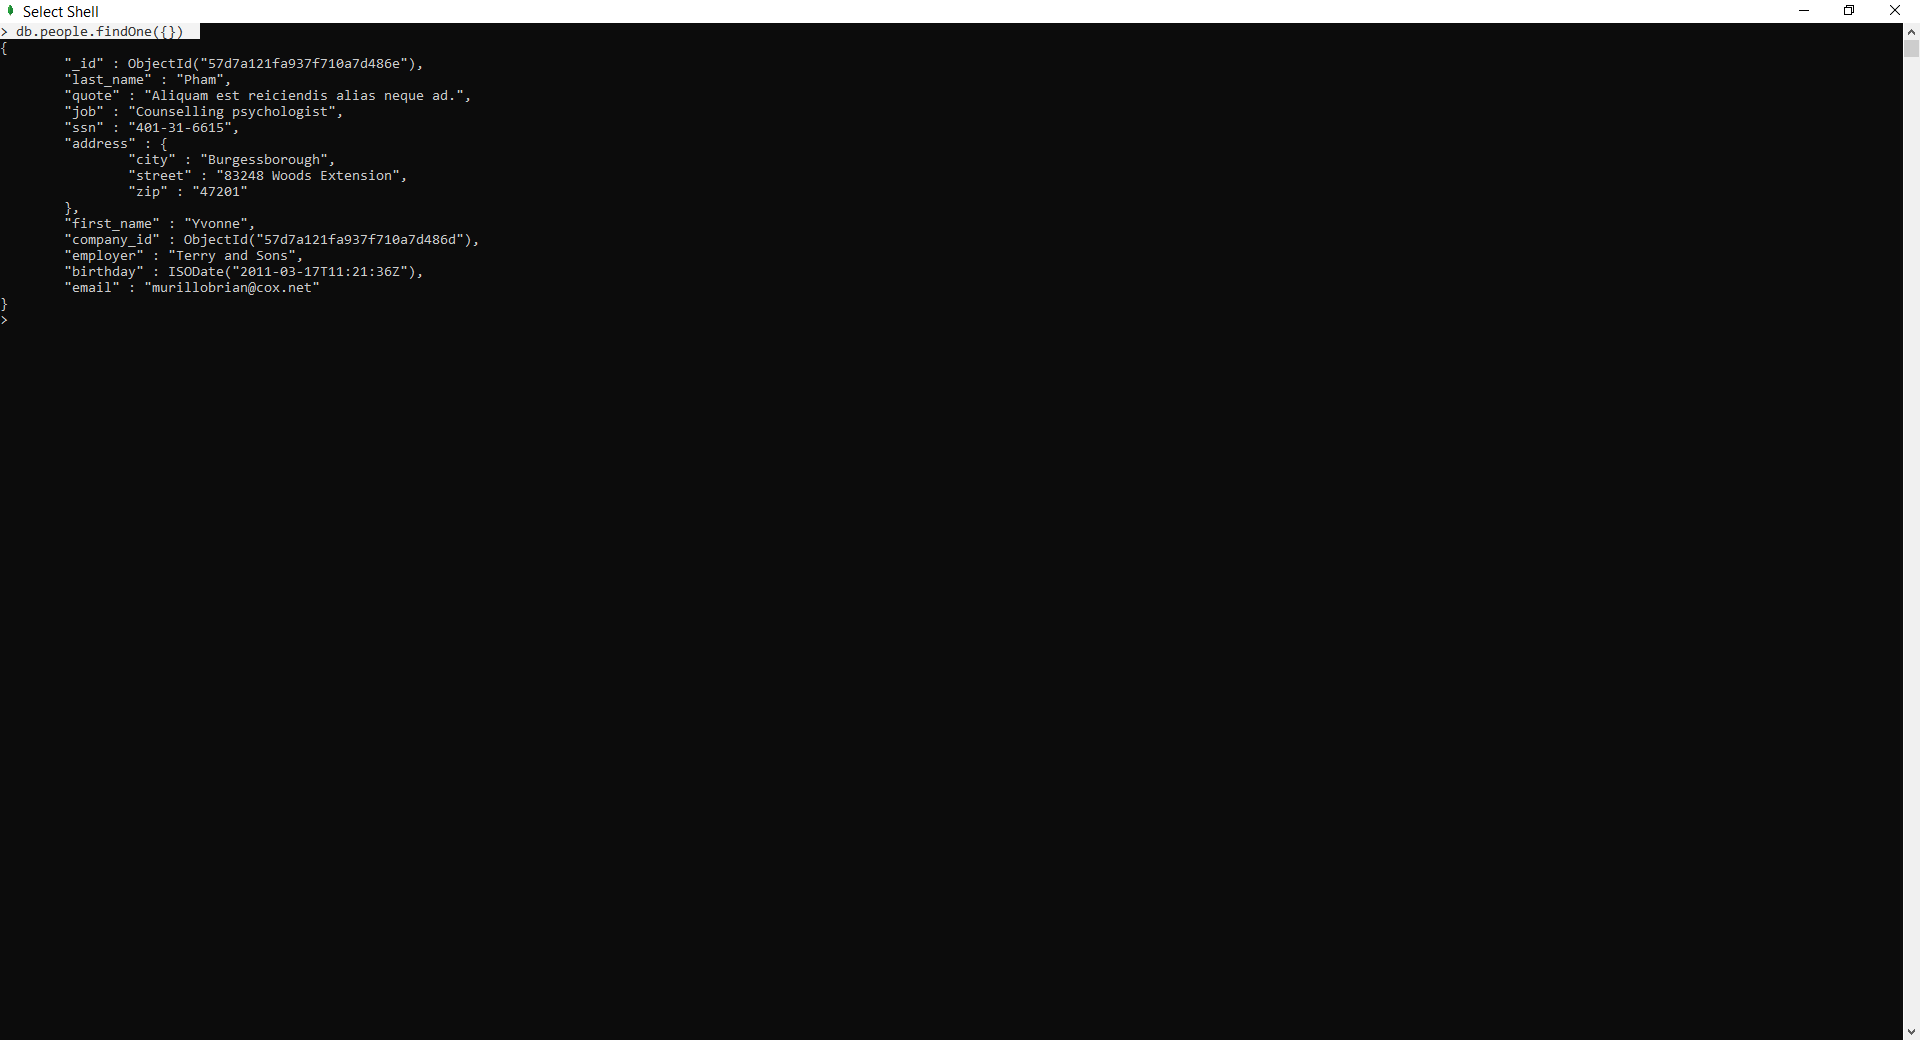 Select Shell
> db.people.findOne({})
{
        "_id" : ObjectId("57d7a121fa937f710a7d486e"),
        "last_name" : "Pham",
        "quote" : "Aliquam est reiciendis alias neque ad.",
        "job" : "Counselling psychologist",
        "ssn" : "401-31-6615",
        "address" : {
                "city" : "Burgessborough",
                "street" : "83248 Woods Extension",
                "zip" : "47201"
        },
        "first_name" : "Yvonne",
        "company_id" : ObjectId("57d7a121fa937f710a7d486d"),
        "employer" : "Terry and Sons",
        "birthday" : ISODate("2011-03-17T11:21:36Z"),
        "email" : "murillobrian@cox.net"
}
>